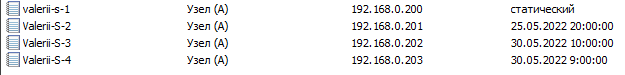 valerii-s-1 Узел (A) 192.168.0.200 статический
Valerii-S-2 Узел (A) 192.168.0.201 25.05.2022 20:00:00
Valerii-S-3 Узел (A) 192.168.0.202 30.05.2022 10:00:00
Valerii-S-4 Узел (A) 192.168.0.203 30.05.2022 9:00:00